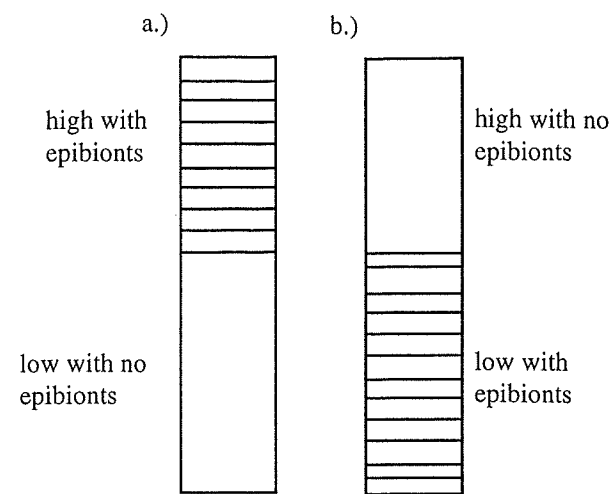 a.)
b.)
high with
epibionts
high with no
epibionts
low with no
epibionts
low with
epibionts